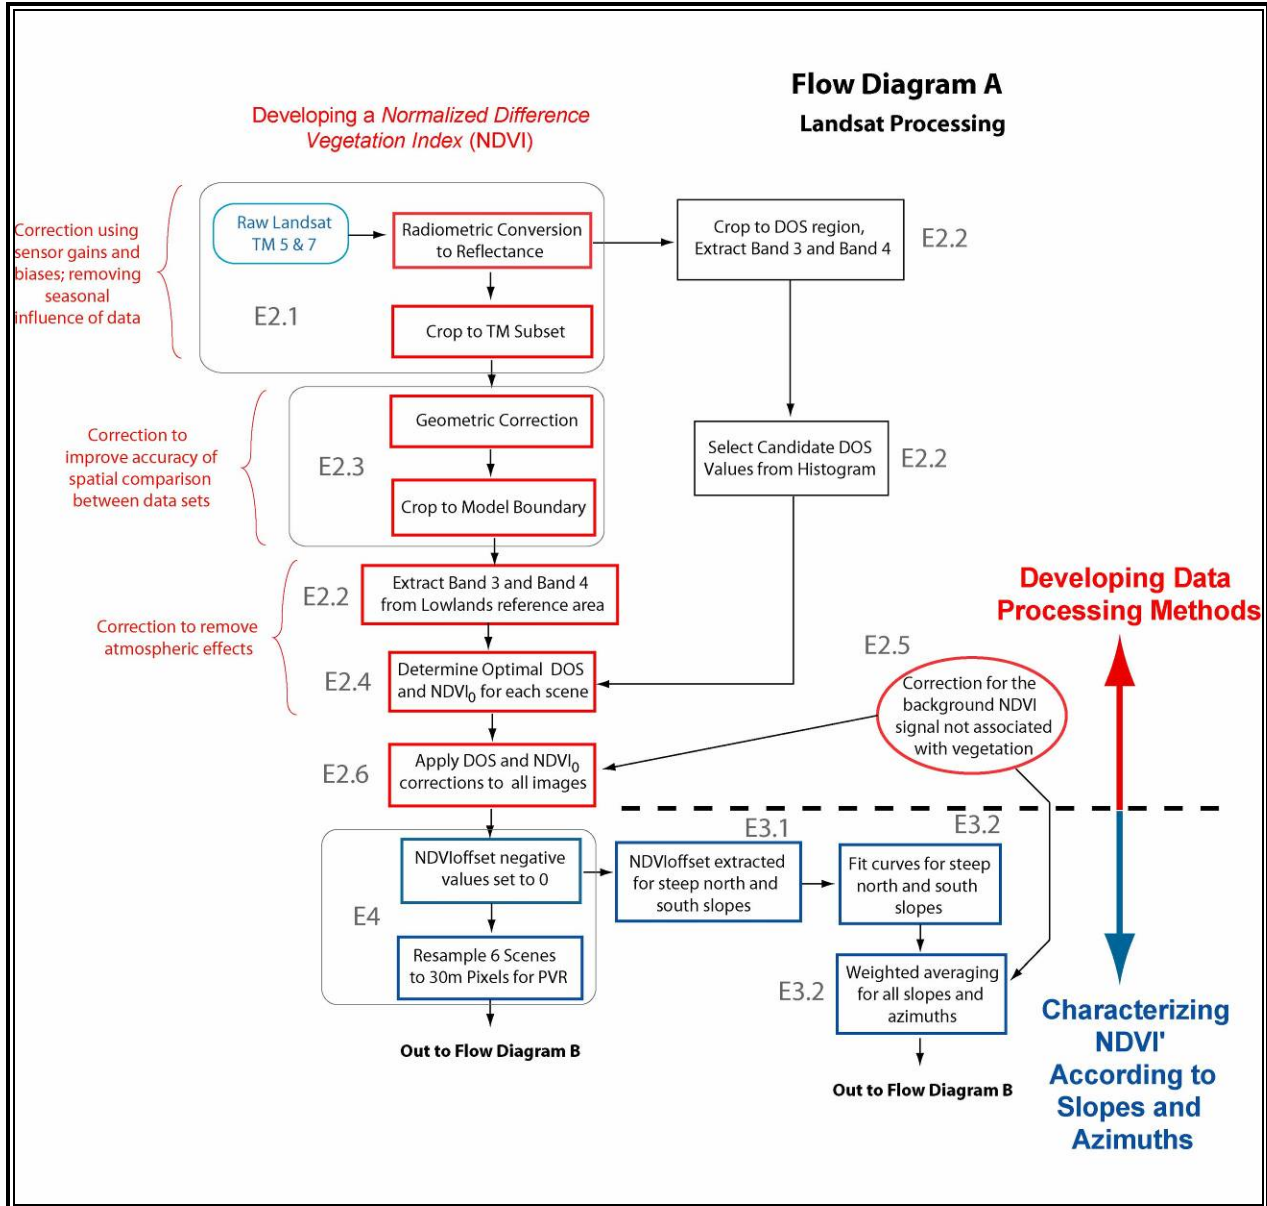 Flow Diagram A
Landsat Processing
Developing a Normalized Difference
Vegetation Index (NDVI)
Correction using
sensor gains and
biases; removing
seasonal
influence of data
Raw Landsat
TM 5 & 7
Radiometric Conversion
to Reflectance
E2.1
Crop to TM Subset
Crop to DOS region,
Extract Band 3 and Band 4
E2.2
Correction to
improve accuracy of
spatial comparison
between data sets
E2.3
Geometric Correction
Crop to Model Boundary
Select Candidate DOS
Values from Histogram
E2.2
Correction to remove
atmospheric effects
E2.2
Extract Band 3 and Band 4
from Lowlands reference area
E2.4
Determine Optimal DOS
and NDVI0 for each scene
E2.6
Apply DOS and NDVI0
corrections to all images
E2.5
Correction for the
background NDVI
signal not associated
with vegetation
Developing Data
Processing Methods
E4
NDVIoffset negative
values set to 0
Resample 6 Scenes
to 30m Pixels for PVR
Out to Flow Diagram B
E3.1
NDVIoffset extracted
for steep north and
south slopes
E3.2
Fit curves for steep
north and south
slopes
E3.2
Weighted averaging
for all slopes and
azimuths
Out to Flow Diagram B
Characterizing
NDVI'
According to
Slopes and
Azimuths